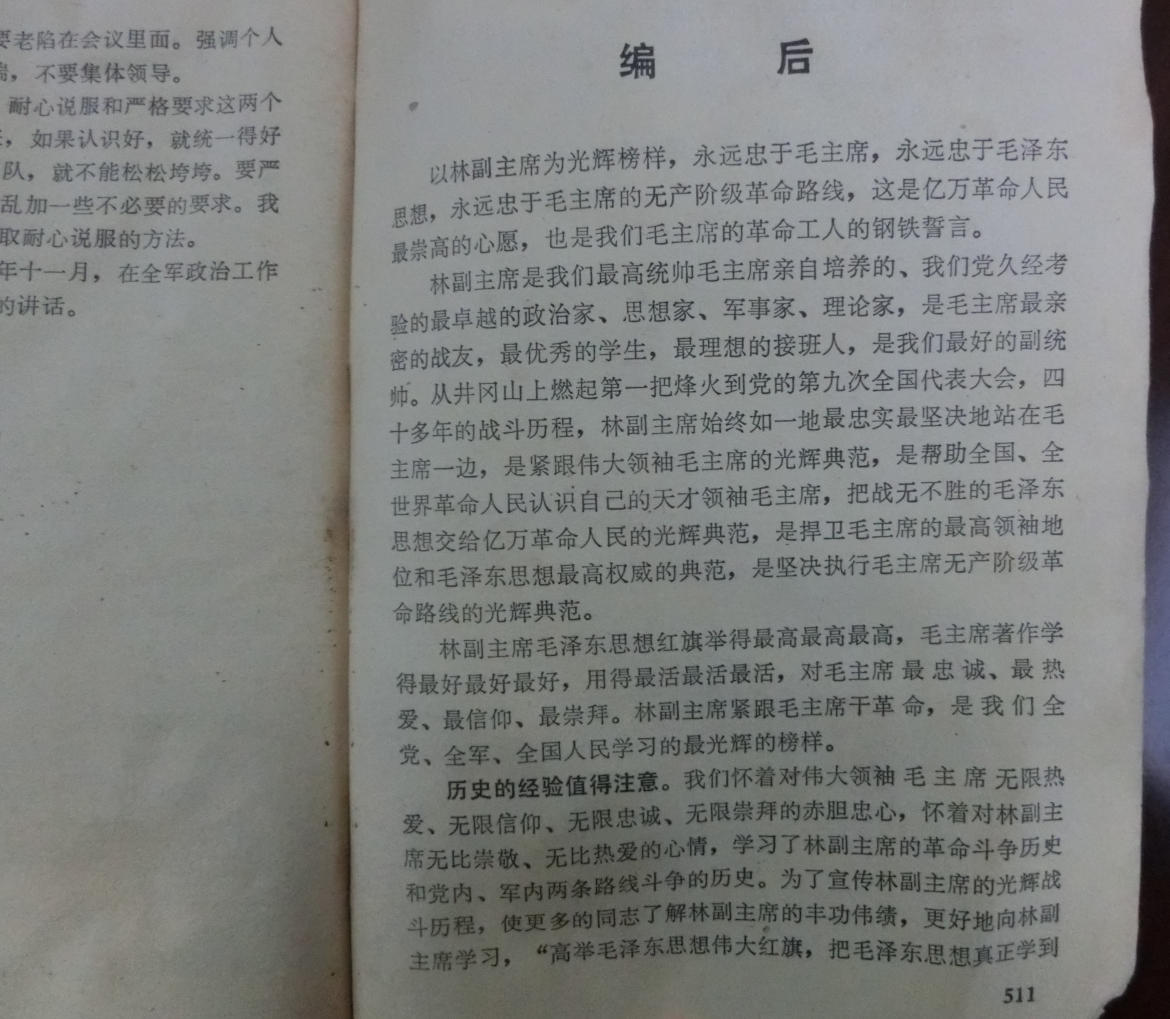 要老陷在会议里面。强调个人
,不要集体领导。
耐心说服和严格要求这两个
,如果认识好,就统一得好
队,就不能松松垮垮。要严
乱加一些不必要的要求。我
取耐心说服的方法。
年十一月,在全军政治工作
的讲话。
编 后
以林副主席为光辉榜样,永远忠于毛主席,永远忠于毛泽东
思想,永远忠于毛主席的无产阶级革命路线,这是亿万革命人民
最崇高的心愿,也是我们毛主席的革命工人的钢铁誓言。
林副主席是我们最高统帅毛主席亲自培养的、我们党久经考
验的最卓越的政治家、思想家、军事家、理论家,是毛主席最亲
密的战友,最优秀的学生,最理想的接班人,是我们最好的副统
帅。从井冈山上燃起第一把烽火到党的第九次全国代表大会,四
十多年的战斗历程,林副主席始终如一地最忠实最坚决地站在毛
主席一边,是紧跟伟大领袖毛主席的光辉典范,是帮助全国、全
世界革命人民认识自己的天才领袖毛主席,把战无不胜的毛泽东
思想交给亿万革命人民的光辉典范,是捍卫毛主席的最高领袖地
位和毛泽东思想最高权威的典范,是坚决执行毛主席无产阶级革
命路线的光辉典范。
林副主席毛泽东思想红旗举得最高最高最高,毛主席著作学
得最好最好最好,用得最活最活最活,对毛主席最忠诚、最热
爱、最信仰、最崇拜。林副主席紧跟毛主席干革命,是我们全
党、全军、全国人民学习的最光辉的榜样。
历史的经验值得注意。我们怀着对伟大领袖毛主席无限热
爱、无限信仰、无限忠诚、无限崇拜的赤胆忠心,怀着对林副主
席无比崇敬、无比热爱的心情,学习了林副主席的革命斗争历史
和党内、军内两条路线斗争的历史。为了宣传林副主席的光辉战
斗历程,使更多的同志了解林副主席的丰功伟绩,更好地向林副
主席学习,“高举毛泽东思想伟大红旗,把毛泽东思想真正学到
511